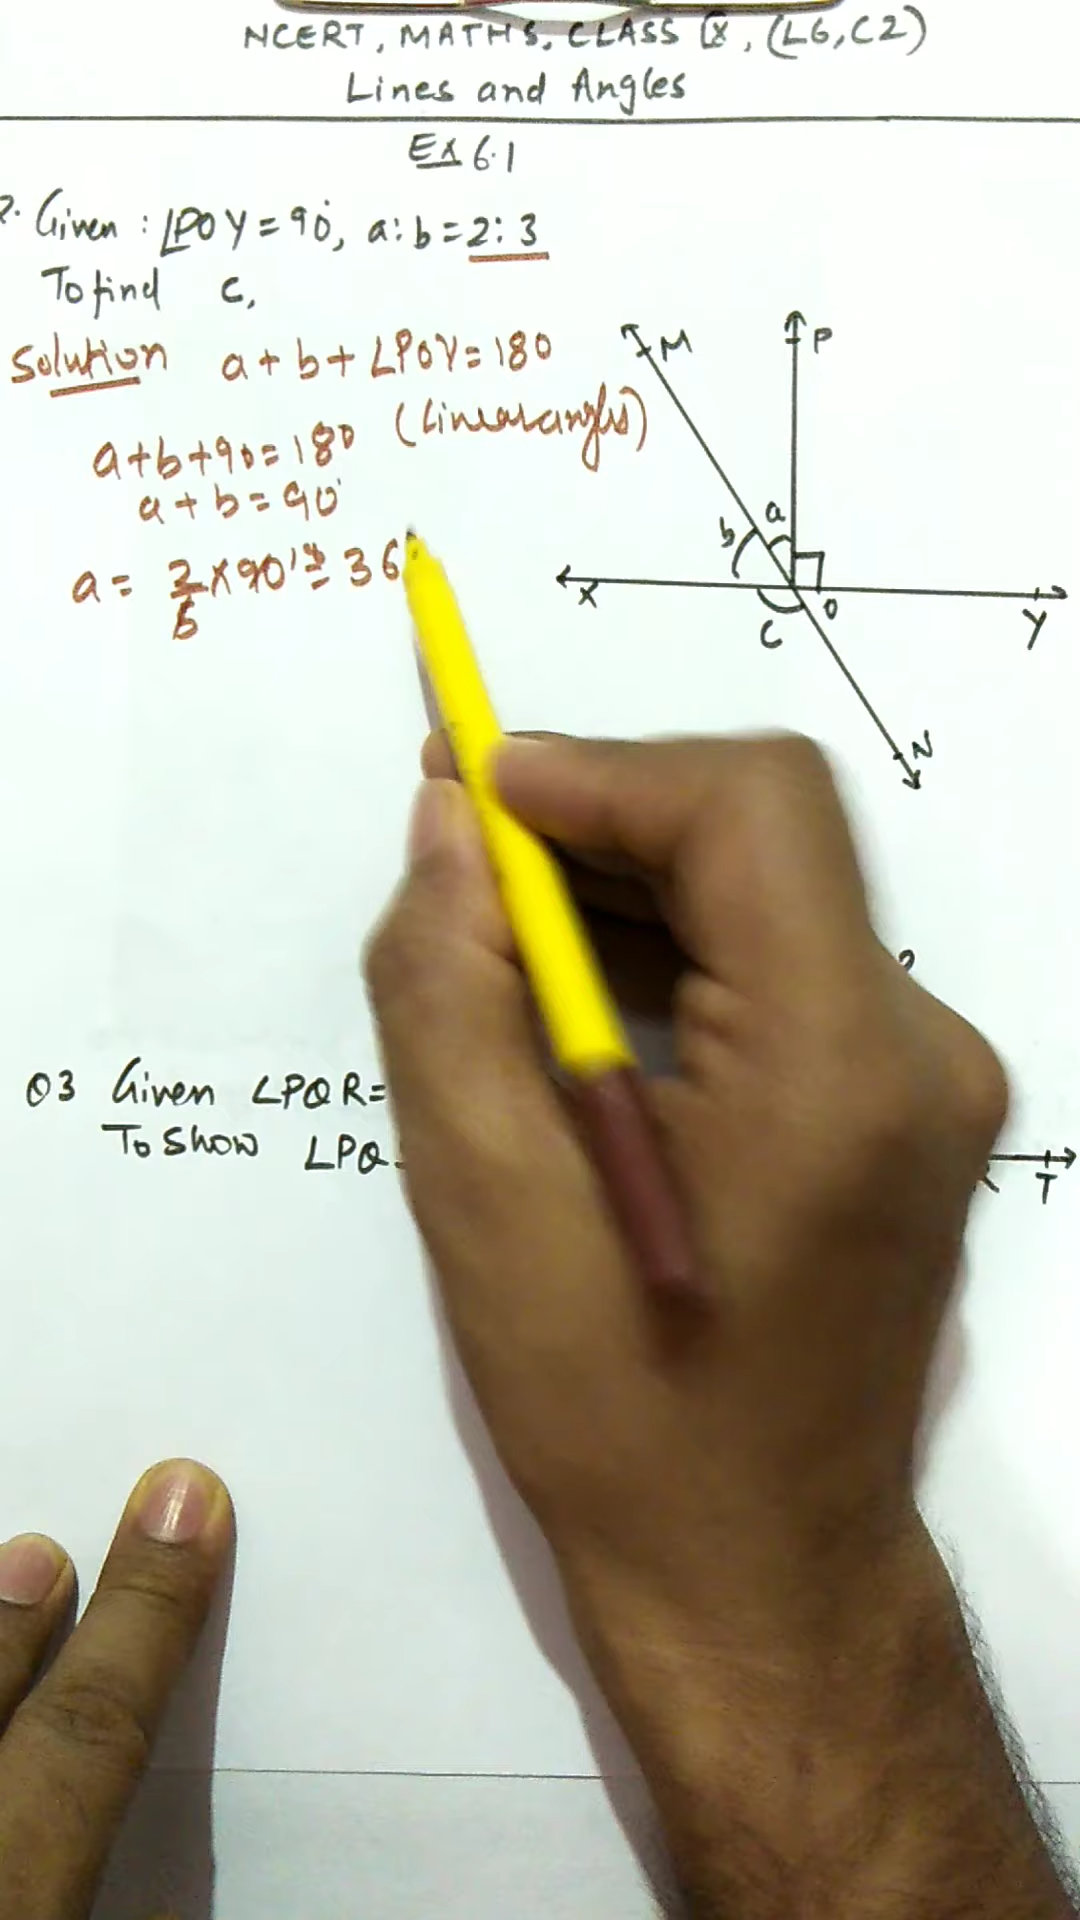 NCERT, MATHS, CLASS IX, (L6, C2)
Lines and Angles
EX 6.1
2. Given : ∠POY = 90°, a : b = 2 : 3
To find c,
Solution a + b + ∠POY = 180
(Linear angles)
a + b + 90 = 180
a + b = 90°
a = 2/5 × 90 = 36
M
P
a
b
X
O
Y
C
N
Q3 Given ∠PQR =
To Show ∠PQ
T